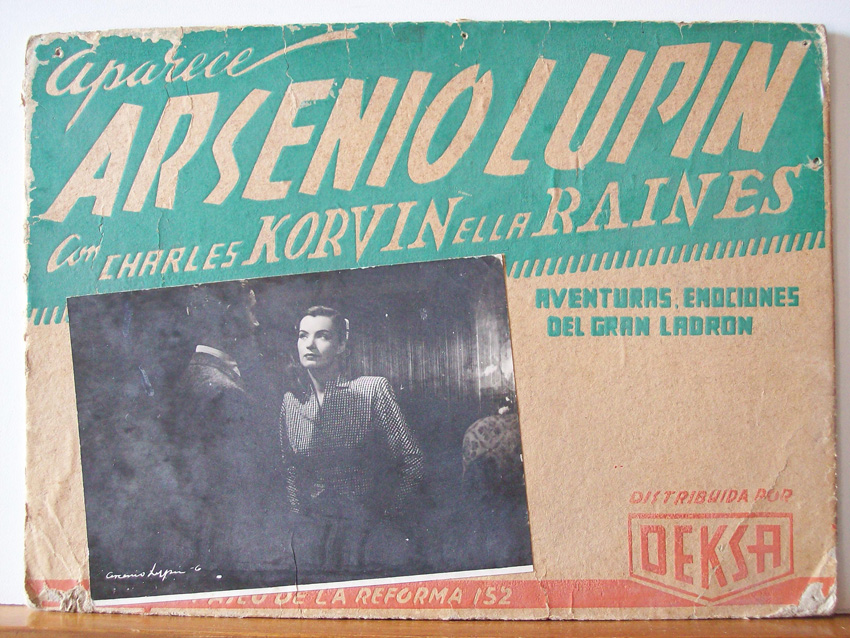 aparece
ARSENIO LUPIN
Con CHARLES KORVIN ELLA RAINES
AVENTURAS, EMOCIONES
DEL GRAN LADRON
DISTRIBUIDA POR
DEKSA
DE LA REFORMA 152